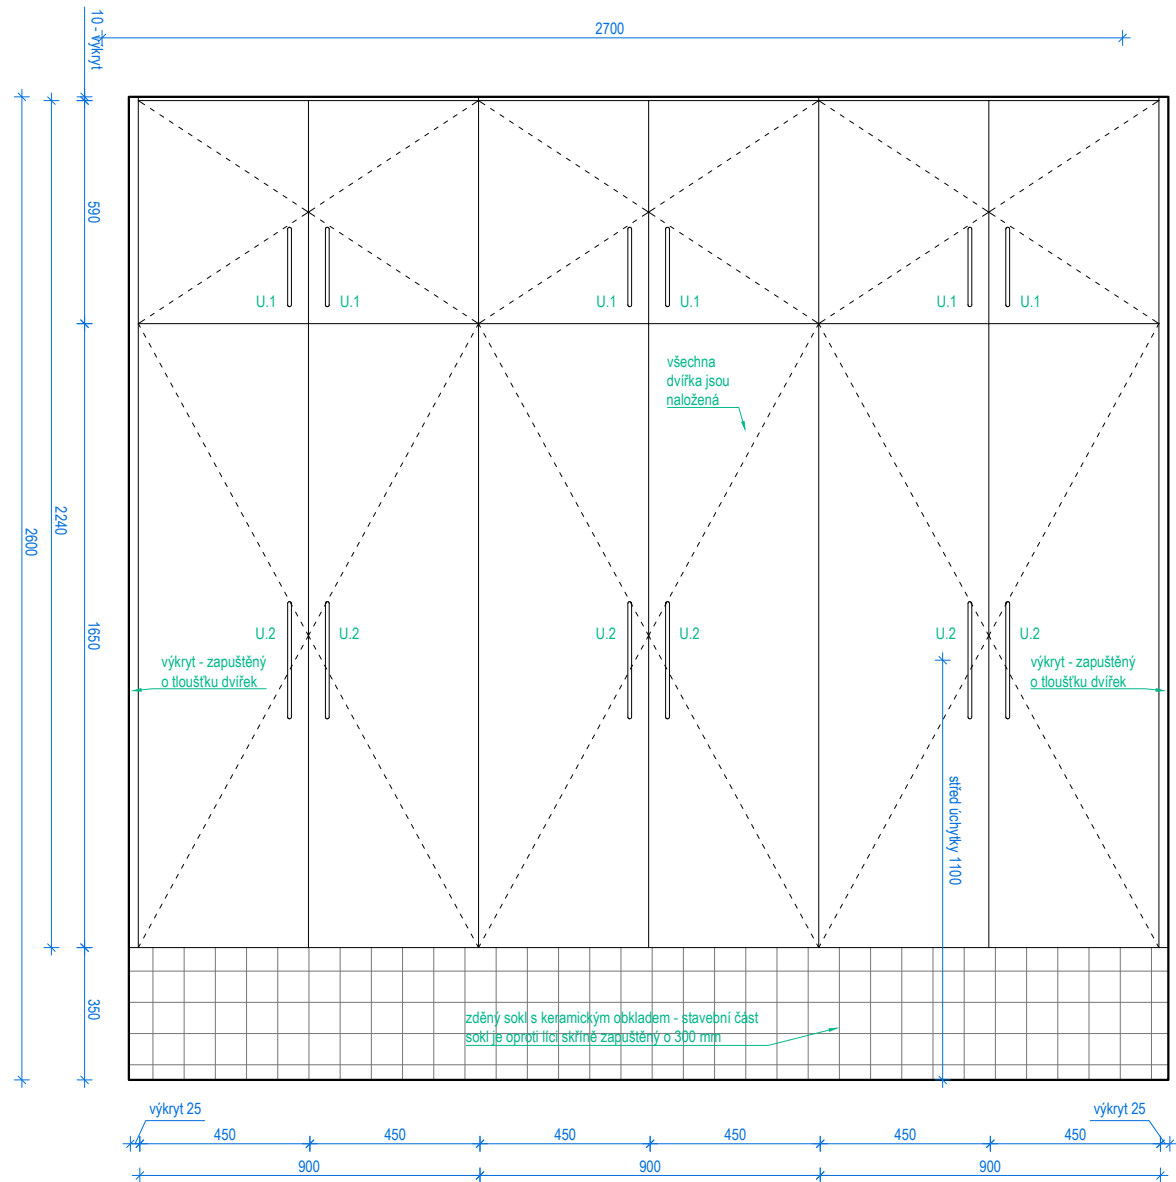 10 - výkryt
2700
590
U.1
U.1
U.1
U.1
U.1
U.1
všechna
dvířka jsou
naložená
2240
2600
1650
U.2
U.2
U.2
U.2
U.2
U.2
výkryt - zapuštěný
o tloušťku dvířek
výkryt - zapuštěný
o tloušťku dvířek
střed úchytky 1100
350
zděný sokl s keramickým obkladem - stavební část
sokl je oproti líci skříně zapuštěný o 300 mm
výkryt 25
výkryt 25
450
450
450
450
450
450
900
900
900